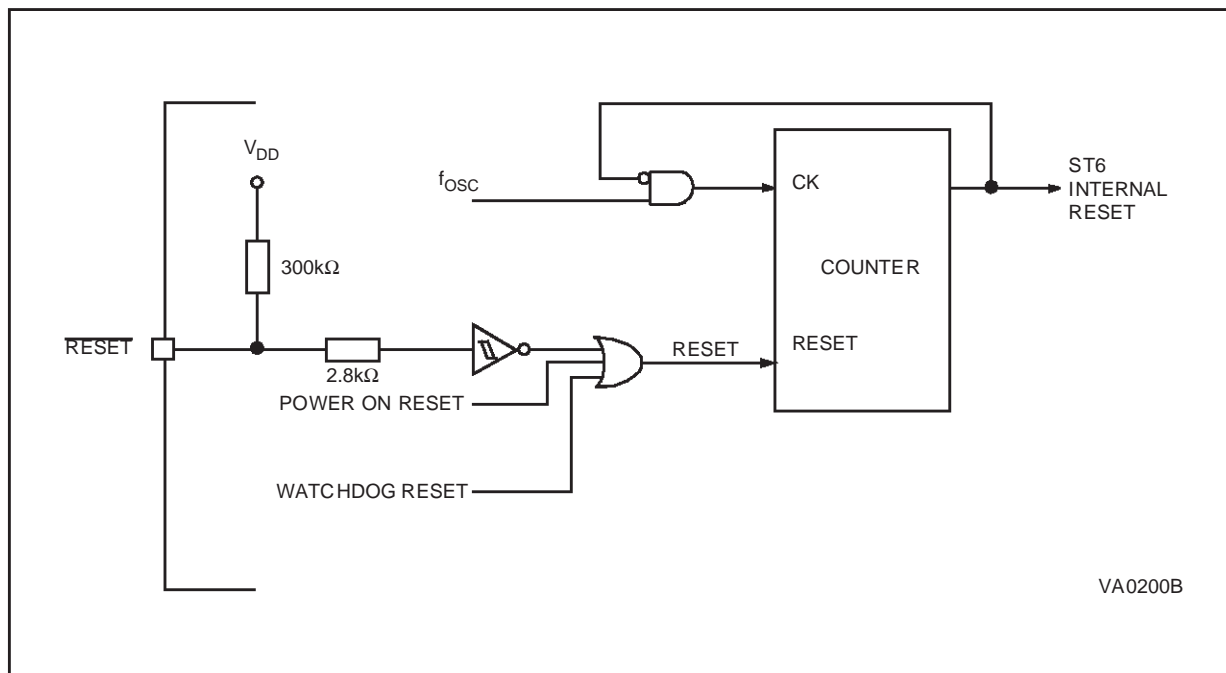 V_DD
f_OSC
CK
ST6
INTERNAL
RESET
300kΩ
COUNTER
RESET
2.8kΩ
RESET
RESET
POWER ON RESET
WATCHDOG RESET
VA0200B